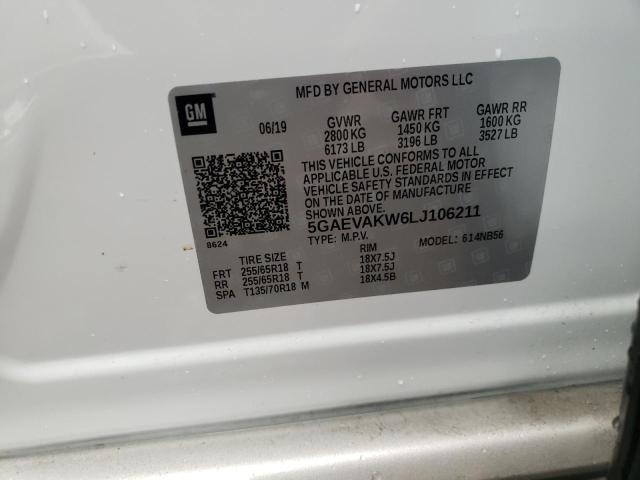 MFD BY GENERAL MOTORS LLC
GM
06/19 GVWR GAWR FRT GAWR RR
2800 KG 1450 KG 1600 KG
6173 LB 3196 LB 3527 LB
THIS VEHICLE CONFORMS TO ALL
APPLICABLE U.S. FEDERAL MOTOR
VEHICLE SAFETY STANDARDS IN EFFECT
ON THE DATE OF MANUFACTURE
SHOWN ABOVE.
5GAEVAKW6LJ106211
8624 TYPE: M.P.V. MODEL: 614NB56
TIRE SIZE RIM
FRT 255/65R18 T 18X7.5J
RR 255/65R18 T 18X7.5J
SPA T135/70R18 M 18X4.5B